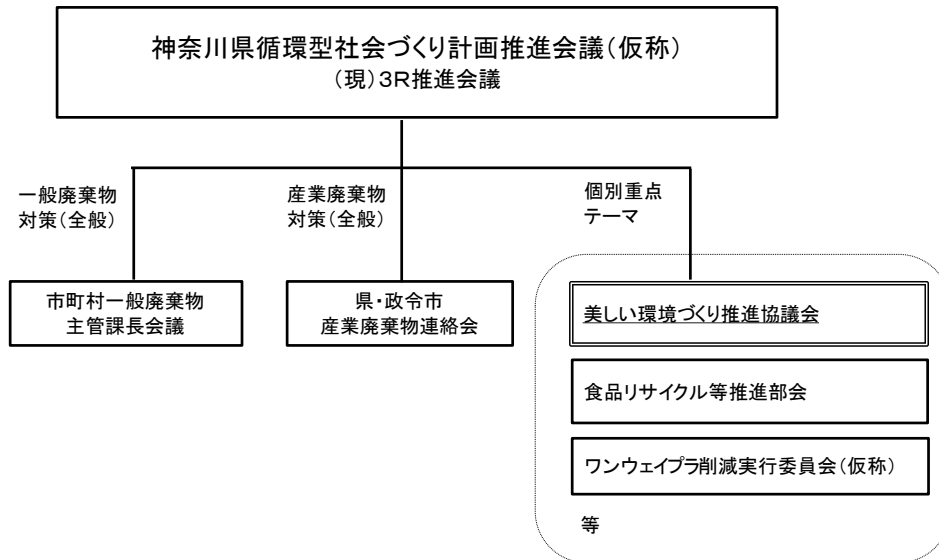 神奈川県循環型社会づくり計画推進会議（仮称）
（現）３Ｒ推進会議
一般廃棄物
対策（全般）
産業廃棄物
対策（全般）
個別重点
テーマ
市町村一般廃棄物
主管課長会議
県・政令市
産業廃棄物連絡会
美しい環境づくり推進協議会
食品リサイクル等推進部会
ワンウェイプラ削減実行委員会（仮称）
等